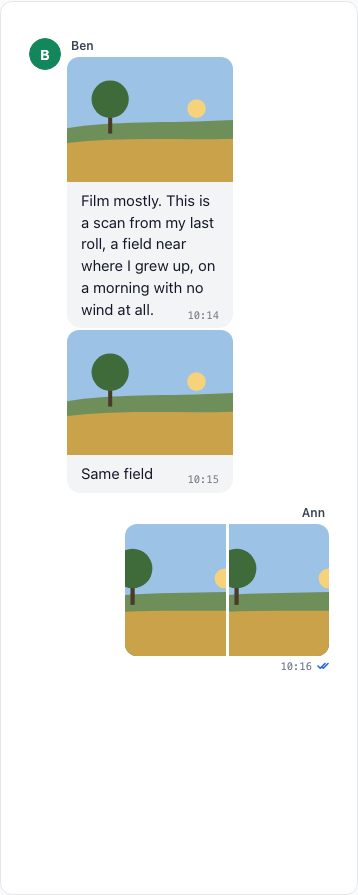 B
Ben
Film mostly. This is
a scan from my last
roll, a field near
where I grew up, on
a morning with no
wind at all.
10:14
Same field
10:15
Ann
10:16